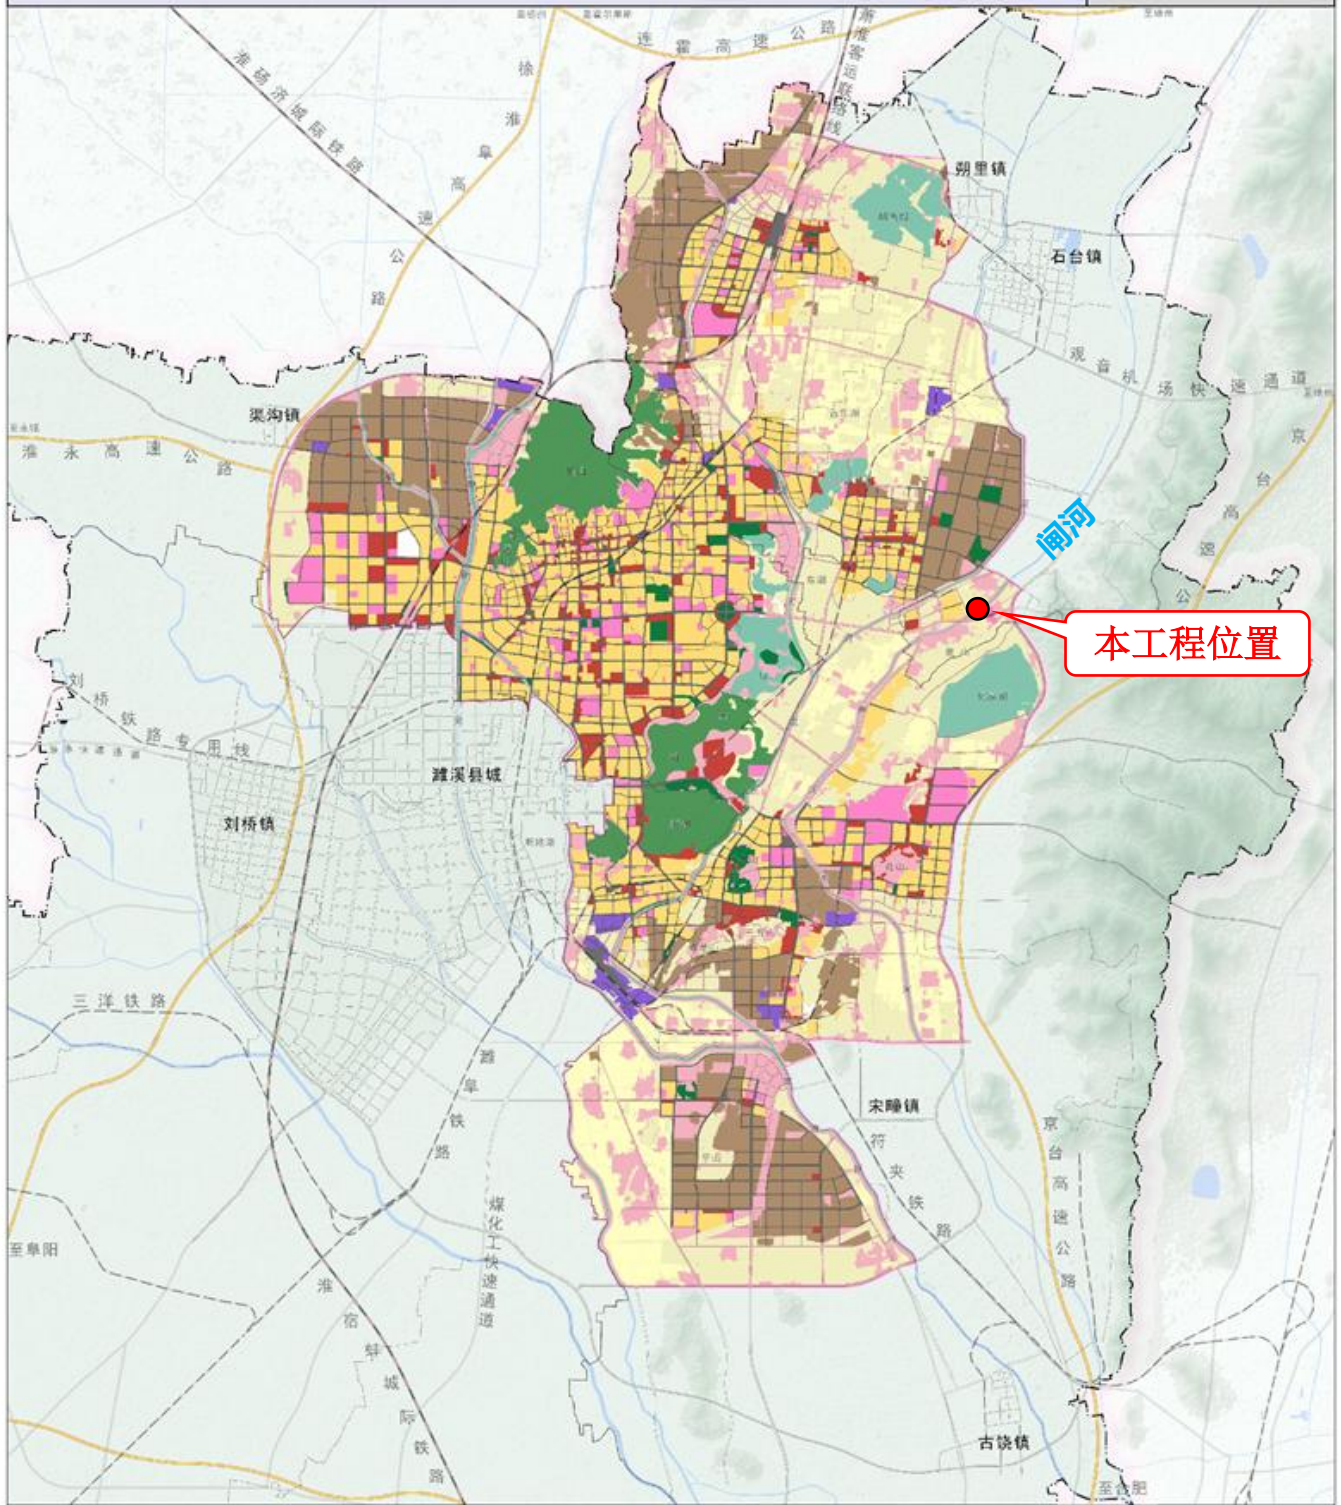 连霍高速公路
淮客运联络线
淮砀济城际铁路
徐淮阜高速公路
朔里镇
石台镇
观音机场快速通道
渠沟镇
淮永高速公路
京台高速公路
闸河
本工程位置
刘桥铁路专用线
濉溪县城
刘桥镇
三洋铁路
濉阜铁路
宋疃镇
符夹铁路
京台高速公路
煤化工快速通道
至阜阳
淮宿蚌城际铁路
古饶镇
至合肥